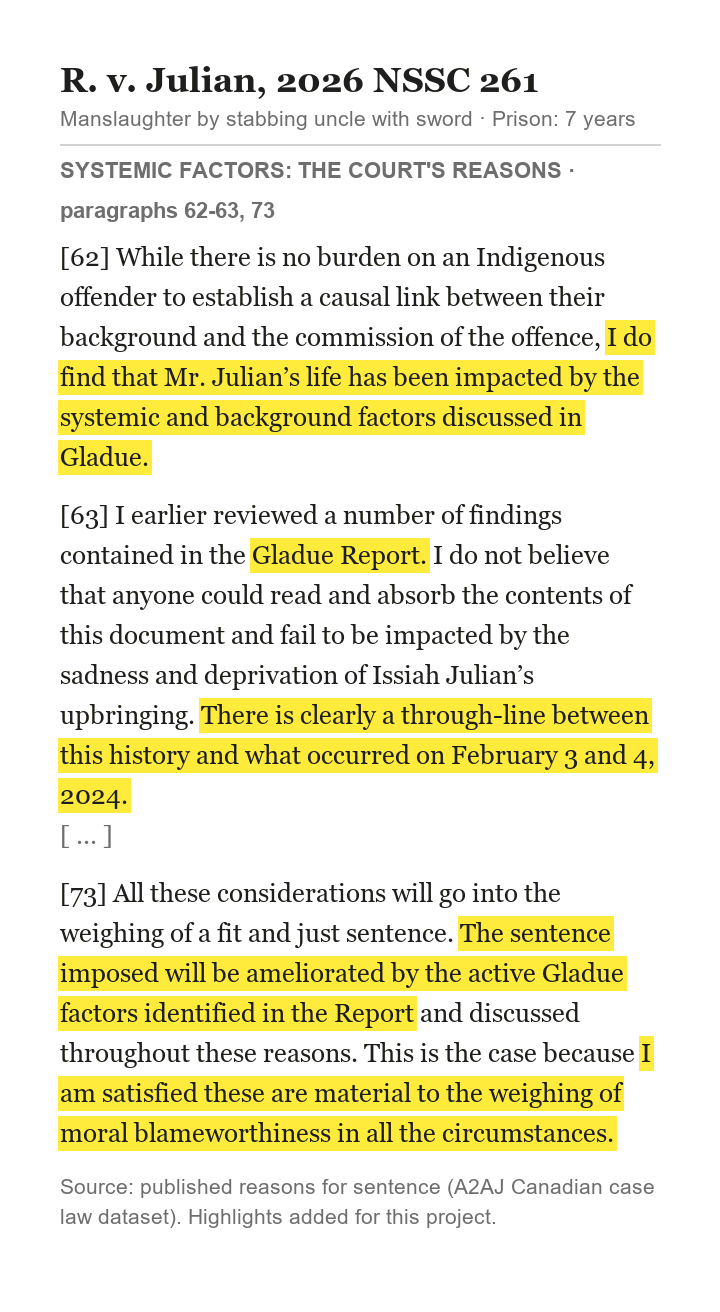 R. v. Julian, 2026 NSSC 261
Manslaughter by stabbing uncle with sword · Prison: 7 years
SYSTEMIC FACTORS: THE COURT'S REASONS ·
paragraphs 62-63, 73
[62] While there is no burden on an Indigenous
offender to establish a causal link between their
background and the commission of the offence, I do
find that Mr. Julian’s life has been impacted by the
systemic and background factors discussed in
Gladue.
[63] I earlier reviewed a number of findings
contained in the Gladue Report. I do not believe
that anyone could read and absorb the contents of
this document and fail to be impacted by the
sadness and deprivation of Issiah Julian’s
upbringing. There is clearly a through-line between
this history and what occurred on February 3 and 4,
2024.
[ ... ]
[73] All these considerations will go into the
weighing of a fit and just sentence. The sentence
imposed will be ameliorated by the active Gladue
factors identified in the Report and discussed
throughout these reasons. This is the case because I
am satisfied these are material to the weighing of
moral blameworthiness in all the circumstances.
Source: published reasons for sentence (A2AJ Canadian case
law dataset). Highlights added for this project.